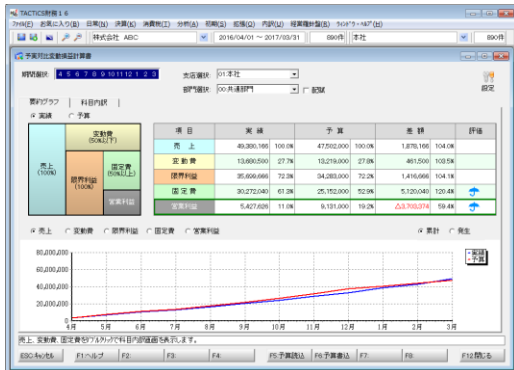 TACTICS財務16
ファイル(F) お気に入り(B) 日常(N) 決算(K) 消費税(T) 分析(A) 初期(S) 拡張(O) 内訳(U) 経営羅針盤(R) ウィンドウ・ヘルプ(H)
株式会社 ABC 2016/04/01 ～ 2017/03/31 890件 本社 890件
予実対比変動損益計算書
期間選択: 4 5 6 7 8 9 10 11 12 1 2 3 支店選択: 01:本社
部門選択: 00:共通部門 配賦 設定
要約グラフ 科目内訳
実績 予算
売上 (100%) 変動費 (50%以下) 限界利益 (100%) 固定費 (50%以上) 営業利益
項目 実績 予算 差額 評価
売上 49,380,166 100.0% 47,502,000 100.0% 1,878,166 104.0%
変動費 13,680,500 27.7% 13,219,000 27.8% 461,500 103.5%
限界利益 35,699,666 72.3% 34,283,000 72.2% 1,416,666 104.1%
固定費 30,272,040 61.3% 25,152,000 52.9% 5,120,040 120.4%
営業利益 5,427,626 11.0% 9,131,000 19.2% △3,703,374 59.4%
売上 変動費 限界利益 固定費 営業利益 累計 発生
80,000,000
60,000,000
40,000,000
20,000,000
0
4月 5月 6月 7月 8月 9月 10月 11月 12月 1月 2月 3月
実績
予算
売上、変動費、固定費をダブルクリックで科目内訳画面を表示します。
ESC:キャンセル F1:ヘルプ F2: F3: F4: F5:予算読込 F6:予算書込 F7: F8: F12:閉じる